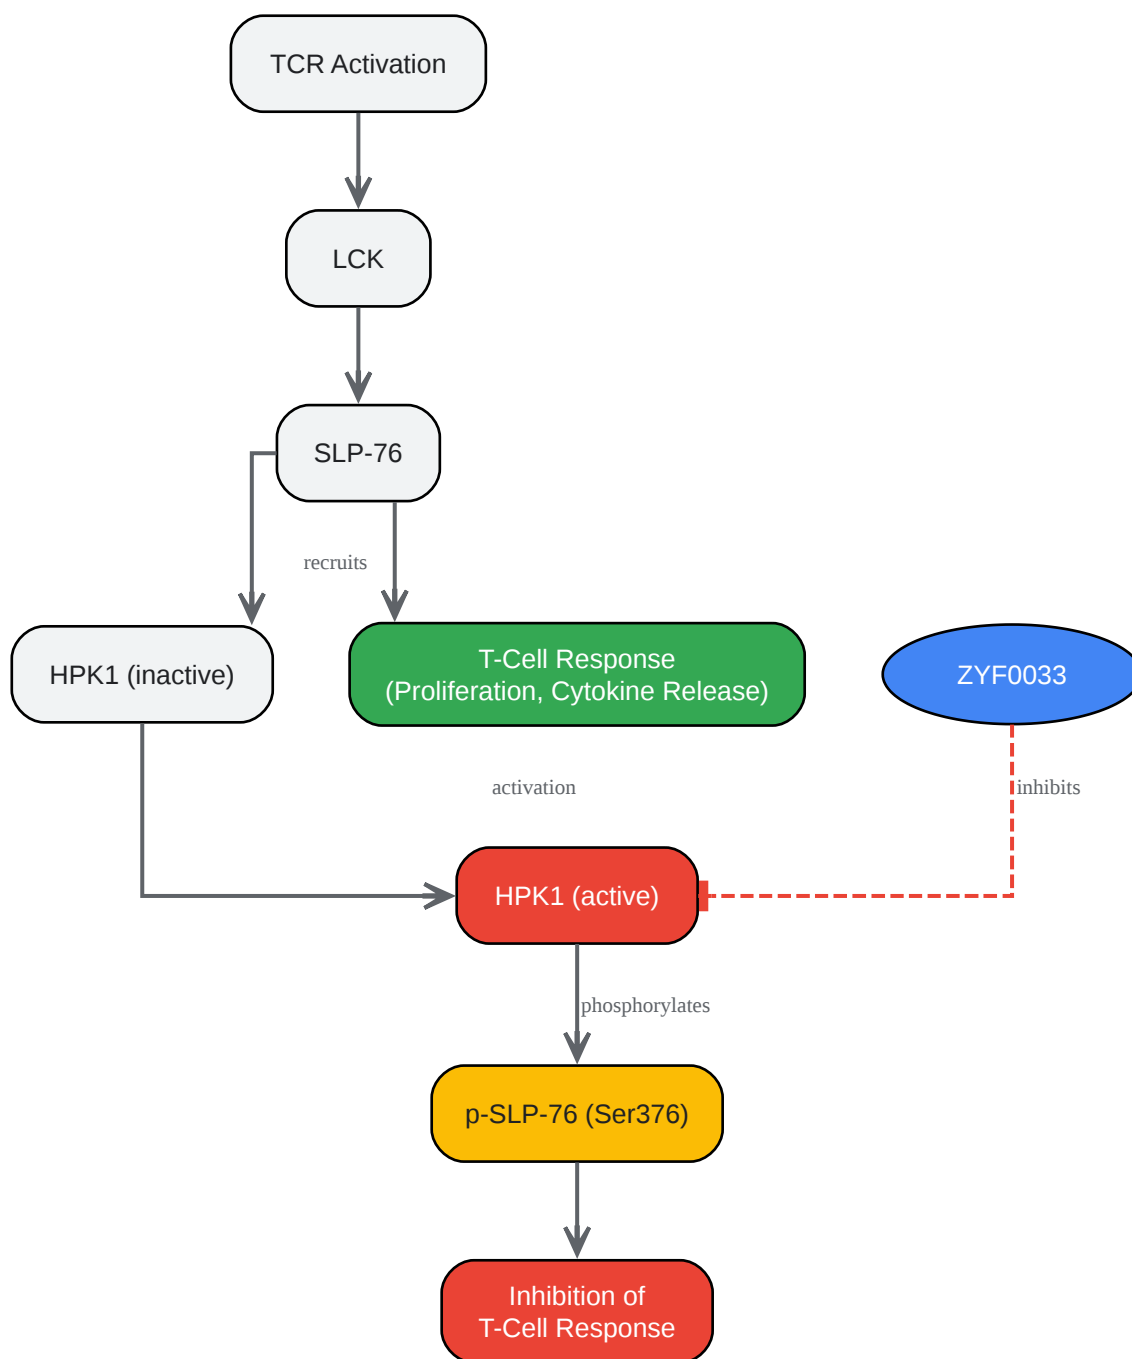 TCR Activation
LCK
SLP-76
recruits
HPK1 (inactive)
T-Cell Response
(Proliferation, Cytokine Release)
ZYF0033
activation
inhibits
HPK1 (active)
phosphorylates
p-SLP-76 (Ser376)
Inhibition of
T-Cell Response